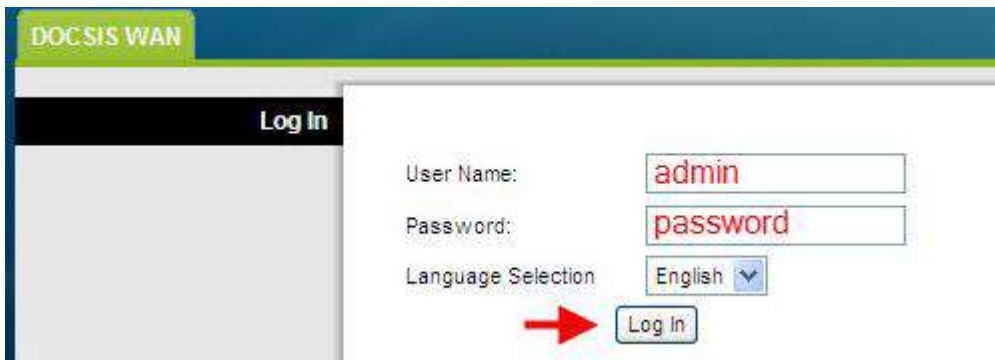 DOCSIS WAN
Log In
User Name: admin
Password: password
Language Selection English
Log In